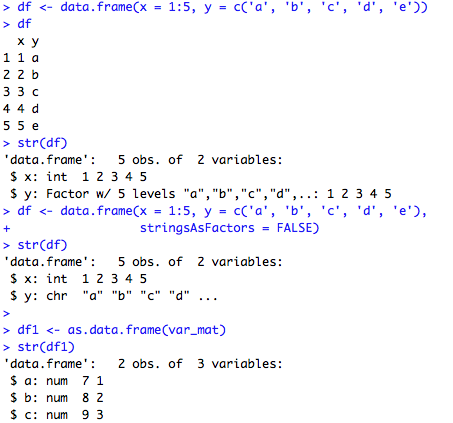 > df <- data.frame(x = 1:5, y = c('a', 'b', 'c', 'd', 'e'))
> df
  x y
1 1 a
2 2 b
3 3 c
4 4 d
5 5 e
> str(df)
'data.frame':   5 obs. of  2 variables:
 $ x: int  1 2 3 4 5
 $ y: Factor w/ 5 levels "a","b","c","d",..: 1 2 3 4 5
> df <- data.frame(x = 1:5, y = c('a', 'b', 'c', 'd', 'e'),
+                  stringsAsFactors = FALSE)
> str(df)
'data.frame':   5 obs. of  2 variables:
 $ x: int  1 2 3 4 5
 $ y: chr  "a" "b" "c" "d" ...
>
> df1 <- as.data.frame(var_mat)
> str(df1)
'data.frame':   2 obs. of  3 variables:
 $ a: num  7 1
 $ b: num  8 2
 $ c: num  9 3